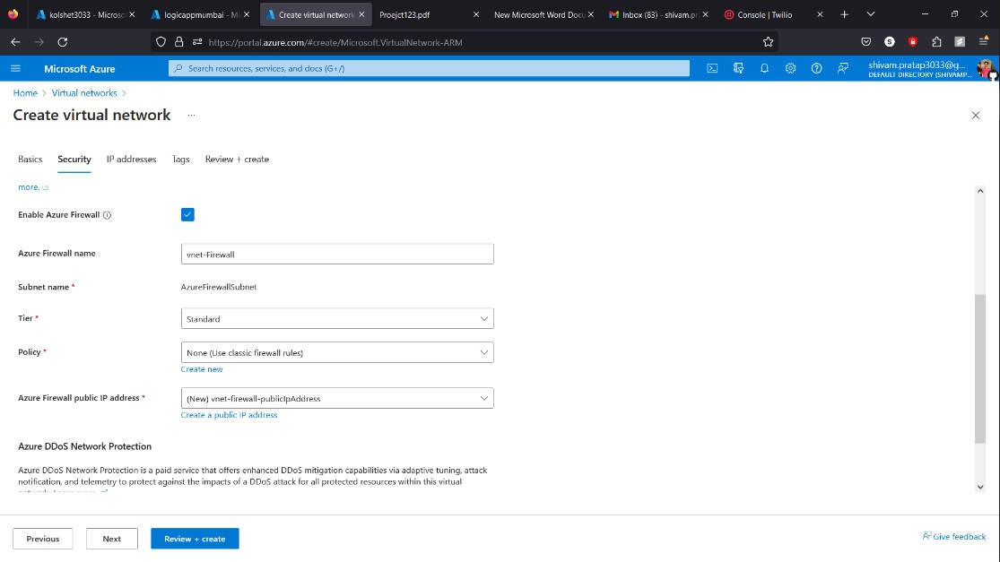 kolshet3033 - Microso
logicappmumbai - Mi
Create virtual network
Proejct123.pdf
New Microsoft Word Docu
Inbox (83) - shivam.pr
Console | Twilio
https://portal.azure.com/#create/Microsoft.VirtualNetwork-ARM
Microsoft Azure
Search resources, services, and docs (G+/)
shivam.pratap3033@g...
DEFAULT DIRECTORY (SHIVAMP...
Home > Virtual networks >
Create virtual network ...
Basics Security IP addresses Tags Review + create
more.
Enable Azure Firewall
Azure Firewall name
vnet-Firewall
Subnet name *
AzureFirewallSubnet
Tier *
Standard
Policy *
None (Use classic firewall rules)
Create new
Azure Firewall public IP address *
(New) vnet-firewall-publicIpAddress
Create a public IP address
Azure DDoS Network Protection
Azure DDoS Network Protection is a paid service that offers enhanced DDoS mitigation capabilities via adaptive tuning, attack
notification, and telemetry to protect against the impacts of a DDoS attack for all protected resources within this virtual
Previous
Next
Review + create
Give feedback